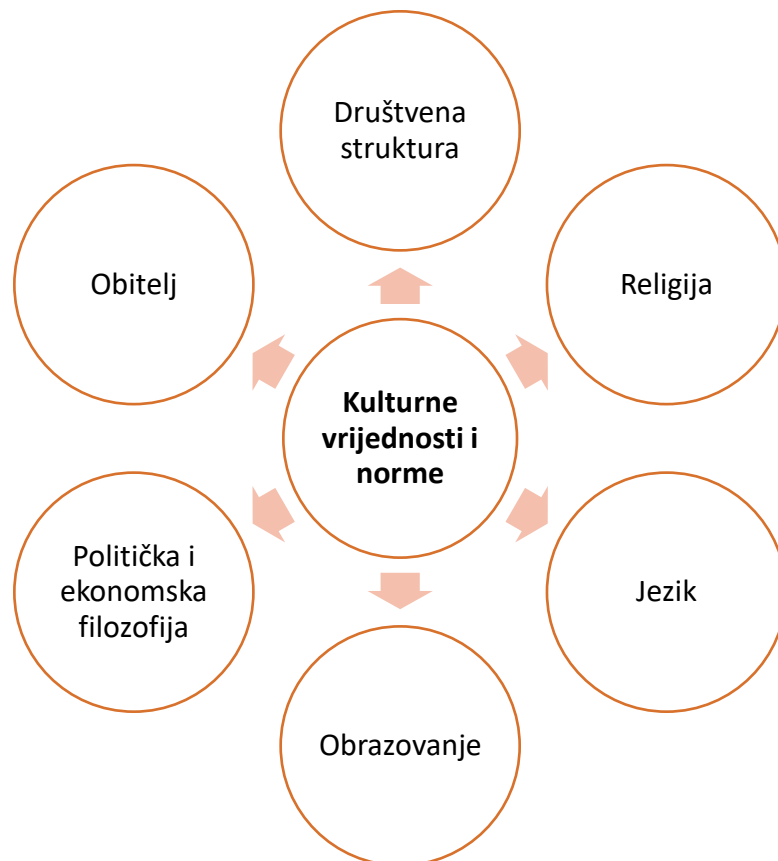 Društvena
struktura
Obitelj
Religija
Kulturne
vrijednosti i
norme
Politička i
ekonomska
filozofija
Jezik
Obrazovanje